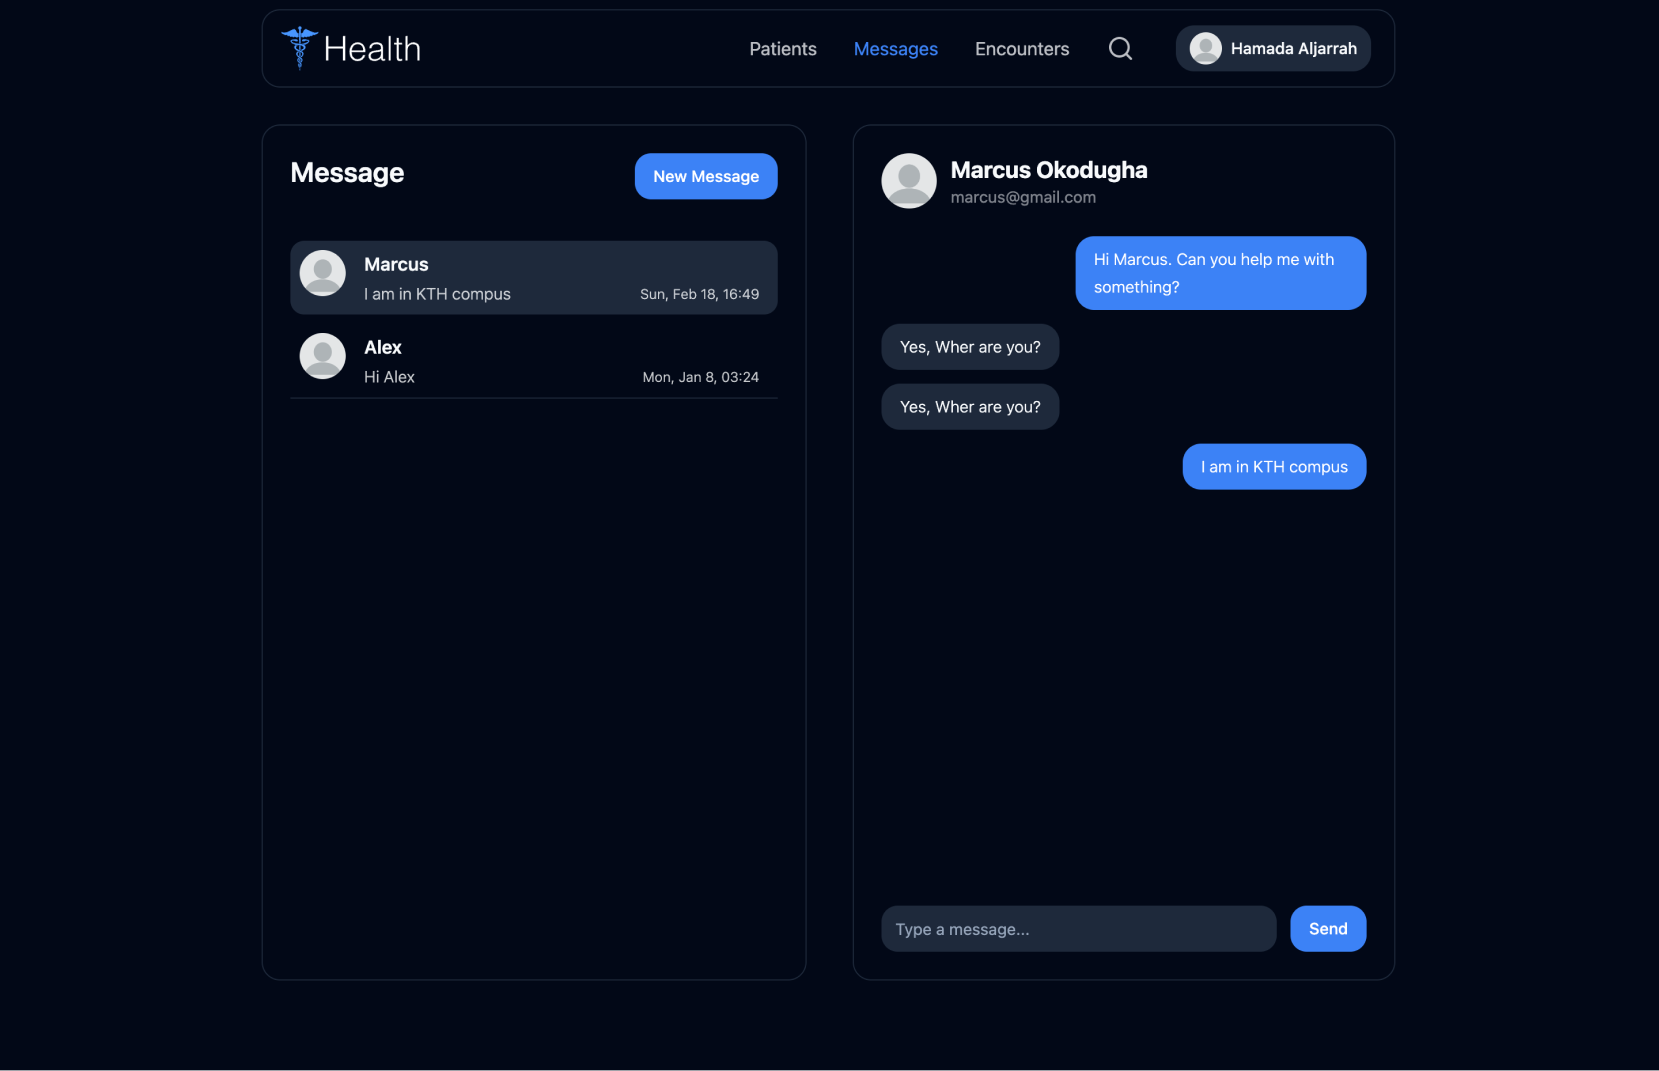 Health
Patients
Messages
Encounters
Hamada Aljarrah
Message
New Message
Marcus
I am in KTH compus
Sun, Feb 18, 16:49
Alex
Hi Alex
Mon, Jan 8, 03:24
Marcus Okodugha
marcus@gmail.com
Hi Marcus. Can you help me with
something?
Yes, Wher are you?
Yes, Wher are you?
I am in KTH compus
Type a message...
Send